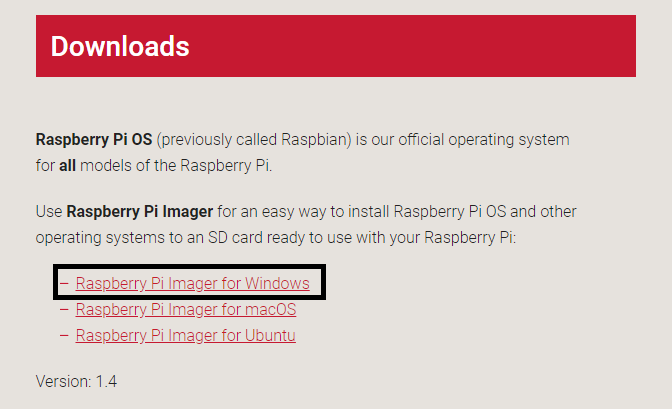 Downloads
Raspberry Pi OS (previously called Raspbian) is our official operating system
for all models of the Raspberry Pi.
Use Raspberry Pi Imager for an easy way to install Raspberry Pi OS and other
operating systems to an SD card ready to use with your Raspberry Pi:
– Raspberry Pi Imager for Windows
– Raspberry Pi Imager for macOS
– Raspberry Pi Imager for Ubuntu
Version: 1.4